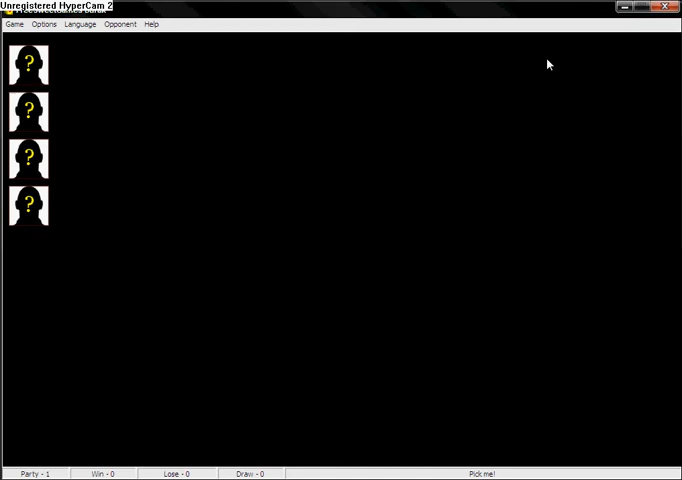 Unregistered HyperCam 2
Game Options Language Opponent Help
?
?
?
?
Party - 1 Win - 0 Lose - 0 Draw - 0 Pick me!